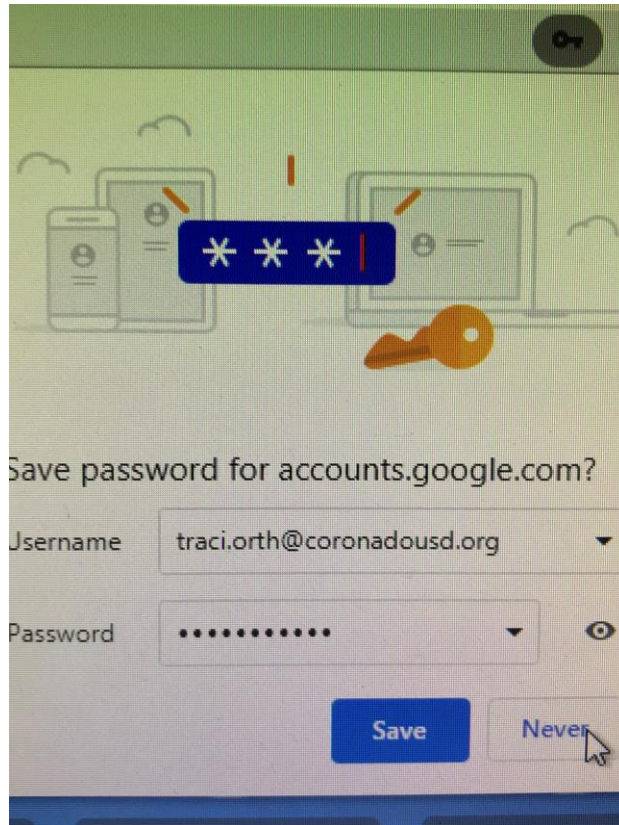 ***
Save password for accounts.google.com?
Username traci.orth@coronadousd.org
Password •••••••••••
Save Never